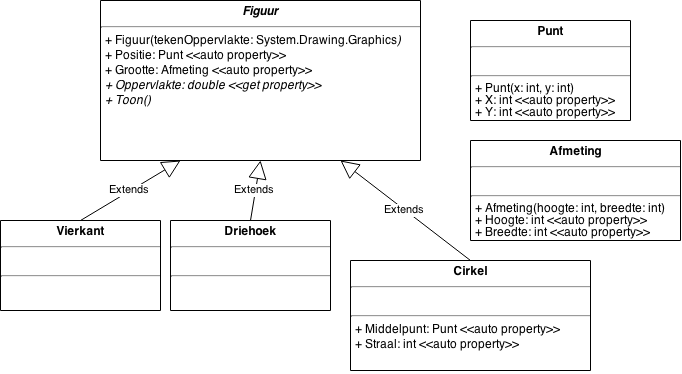 Figuur
+ Figuur(tekenOppervlakte: System.Drawing.Graphics)
+ Positie: Punt <<auto property>>
+ Grootte: Afmeting <<auto property>>
+ Oppervlakte: double <<get property>>
+ Toon()
Punt
+ Punt(x: int, y: int)
+ X: int <<auto property>>
+ Y: int <<auto property>>
Afmeting
+ Afmeting(hoogte: int, breedte: int)
+ Hoogte: int <<auto property>>
+ Breedte: int <<auto property>>
Extends
Extends
Extends
Vierkant
Driehoek
Cirkel
+ Middelpunt: Punt <<auto property>>
+ Straal: int <<auto property>>